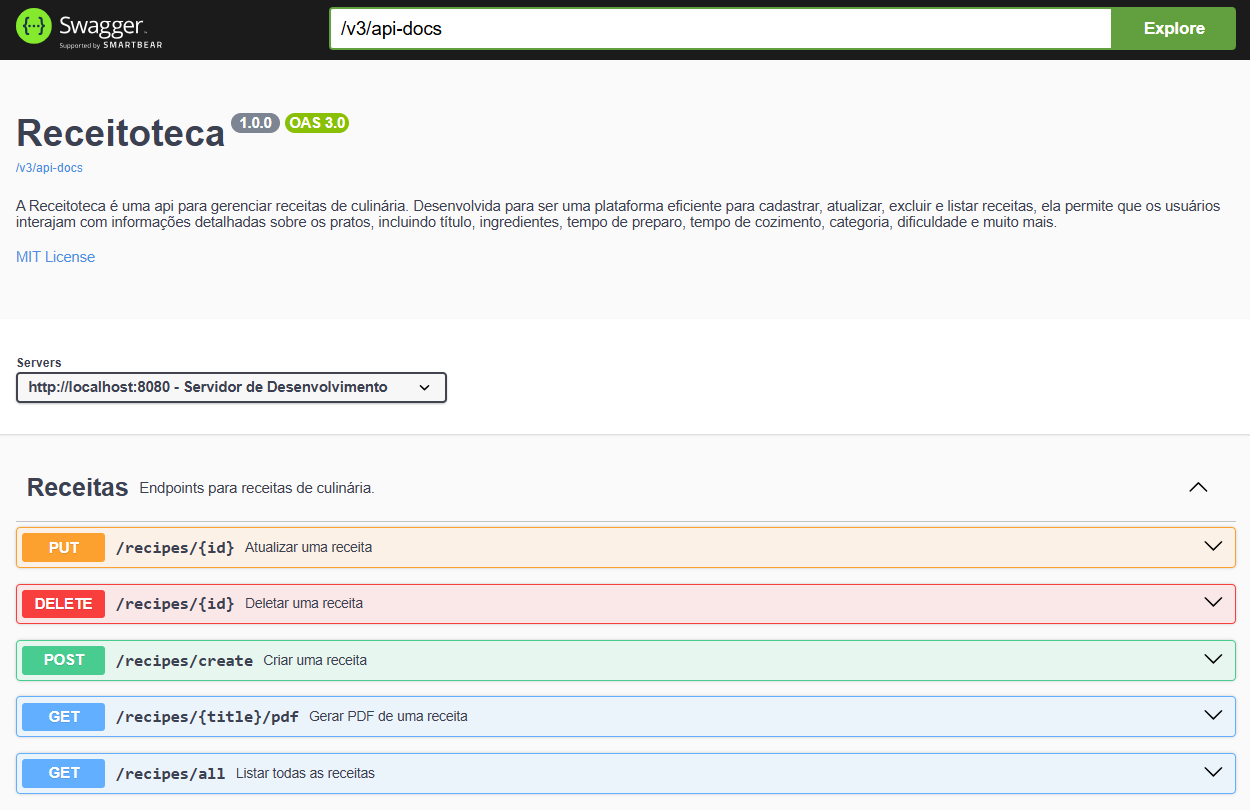 Swagger
Supported by SMARTBEAR
/v3/api-docs
Explore
Receitoteca 1.0.0 OAS 3.0
/v3/api-docs
A Receitoteca é uma api para gerenciar receitas de culinária. Desenvolvida para ser uma plataforma eficiente para cadastrar, atualizar, excluir e listar receitas, ela permite que os usuários
interajam com informações detalhadas sobre os pratos, incluindo título, ingredientes, tempo de preparo, tempo de cozimento, categoria, dificuldade e muito mais.
MIT License
Servers
http://localhost:8080 - Servidor de Desenvolvimento
Receitas Endpoints para receitas de culinária.
PUT /recipes/{id} Atualizar uma receita
DELETE /recipes/{id} Deletar uma receita
POST /recipes/create Criar uma receita
GET /recipes/{title}/pdf Gerar PDF de uma receita
GET /recipes/all Listar todas as receitas